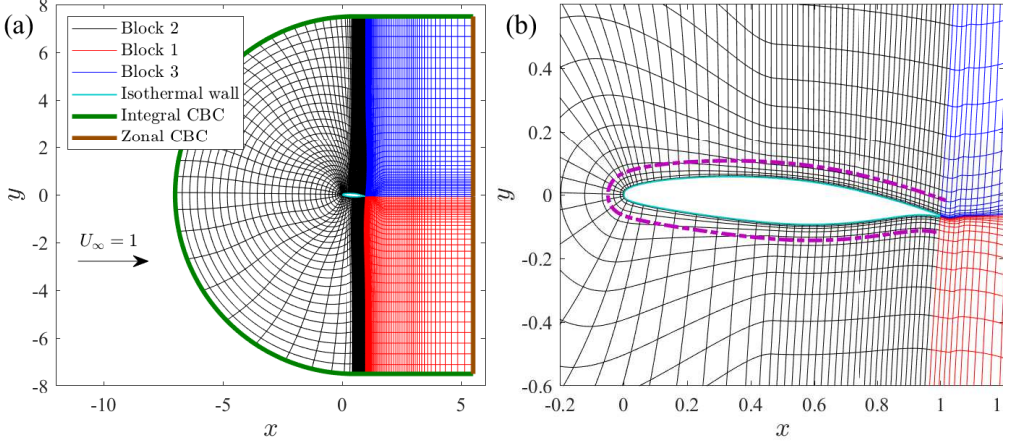 (a)
8
6
4
2
0
-2
-4
-6
-8
y
-10
-5
0
5
x
Block 2
Block 1
Block 3
Isothermal wall
Integral CBC
Zonal CBC
U∞ = 1
(b)
0.4
0.2
0
-0.2
-0.4
-0.6
y
-0.2
0
0.2
0.4
0.6
0.8
1
1
x